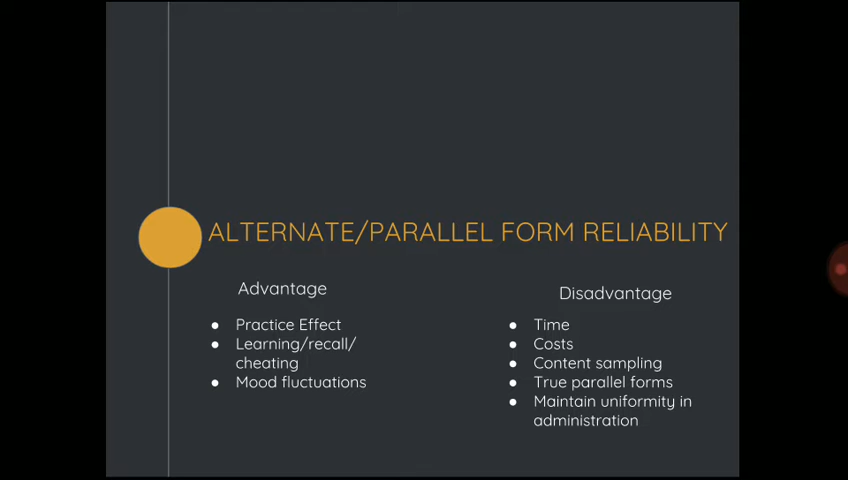 ALTERNATE/PARALLEL FORM RELIABILITY
Advantage
● Practice Effect
● Learning/recall/
cheating
● Mood fluctuations
Disadvantage
● Time
● Costs
● Content sampling
● True parallel forms
● Maintain uniformity in
administration